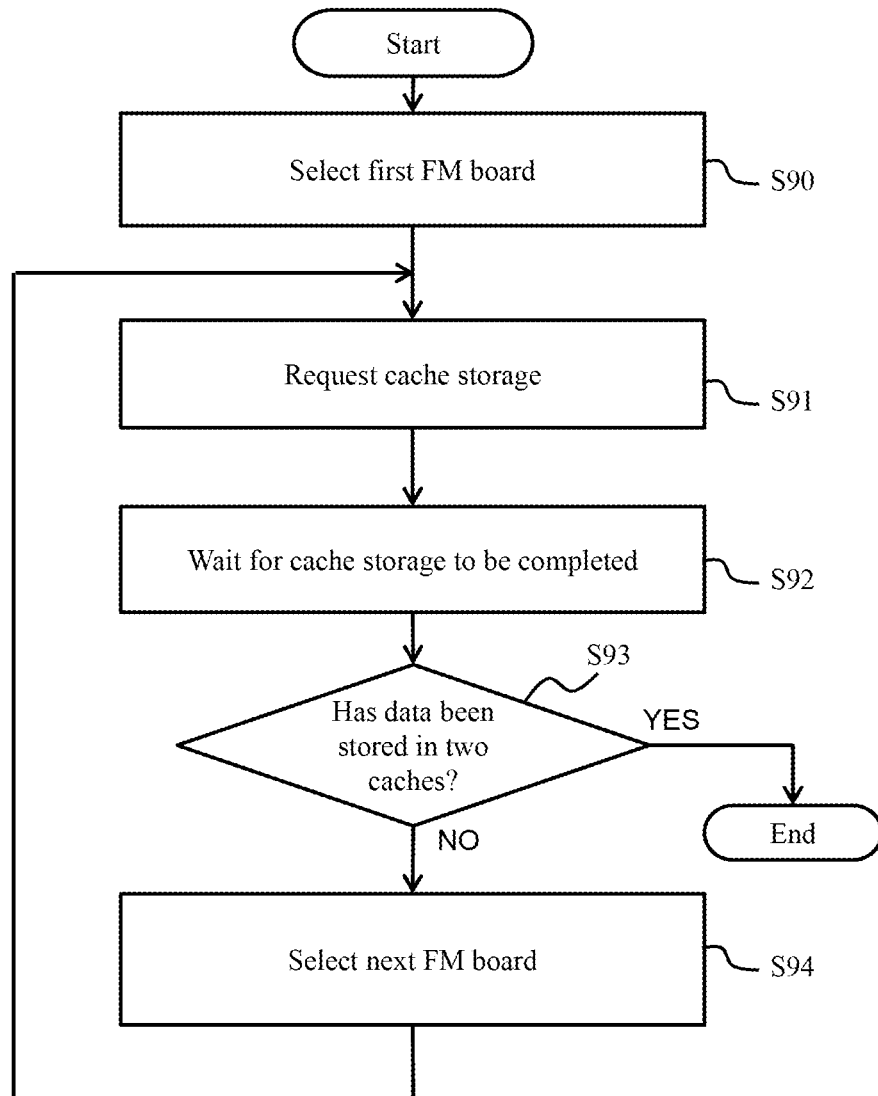 Start
Select first FM board
S90
Request cache storage
S91
Wait for cache storage to be completed
S92
S93
Has data been
stored in two
caches?
YES
End
NO
Select next FM board
S94